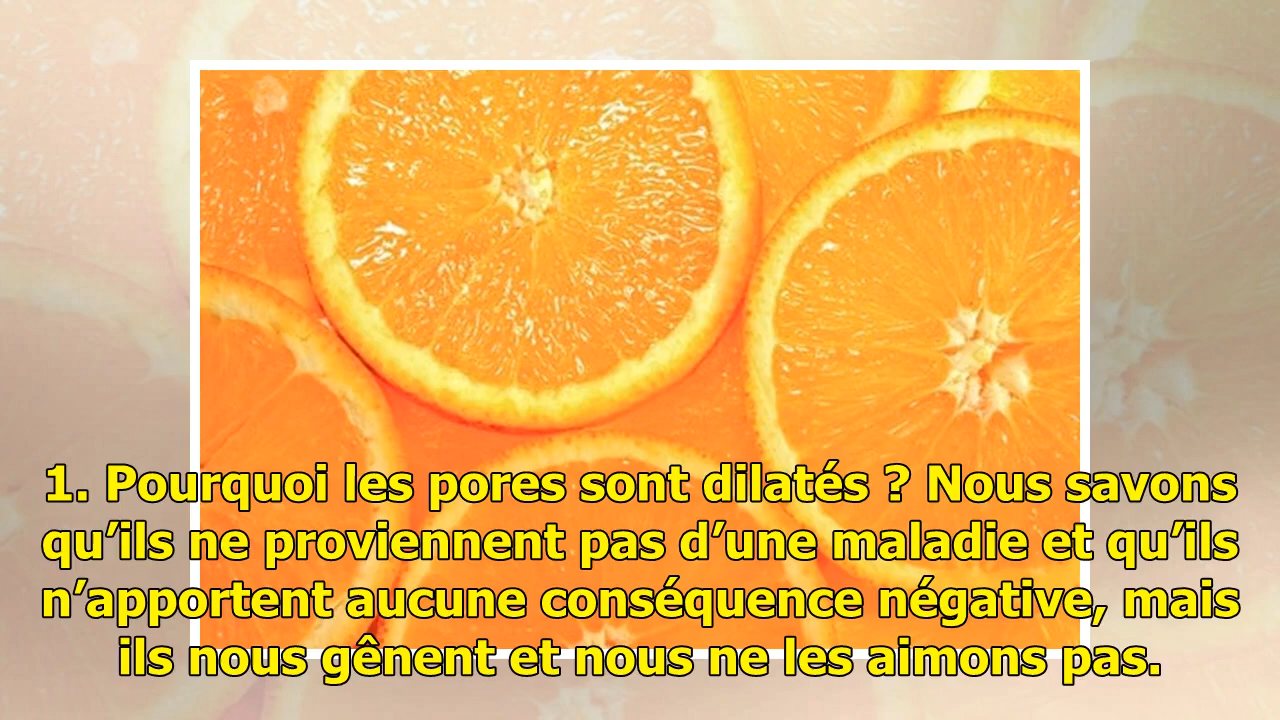 1. Pourquoi les pores sont dilatés ? Nous savons
qu’ils ne proviennent pas d’une maladie et qu’ils
n’apportent aucune conséquence négative, mais
ils nous gênent et nous ne les aimons pas.